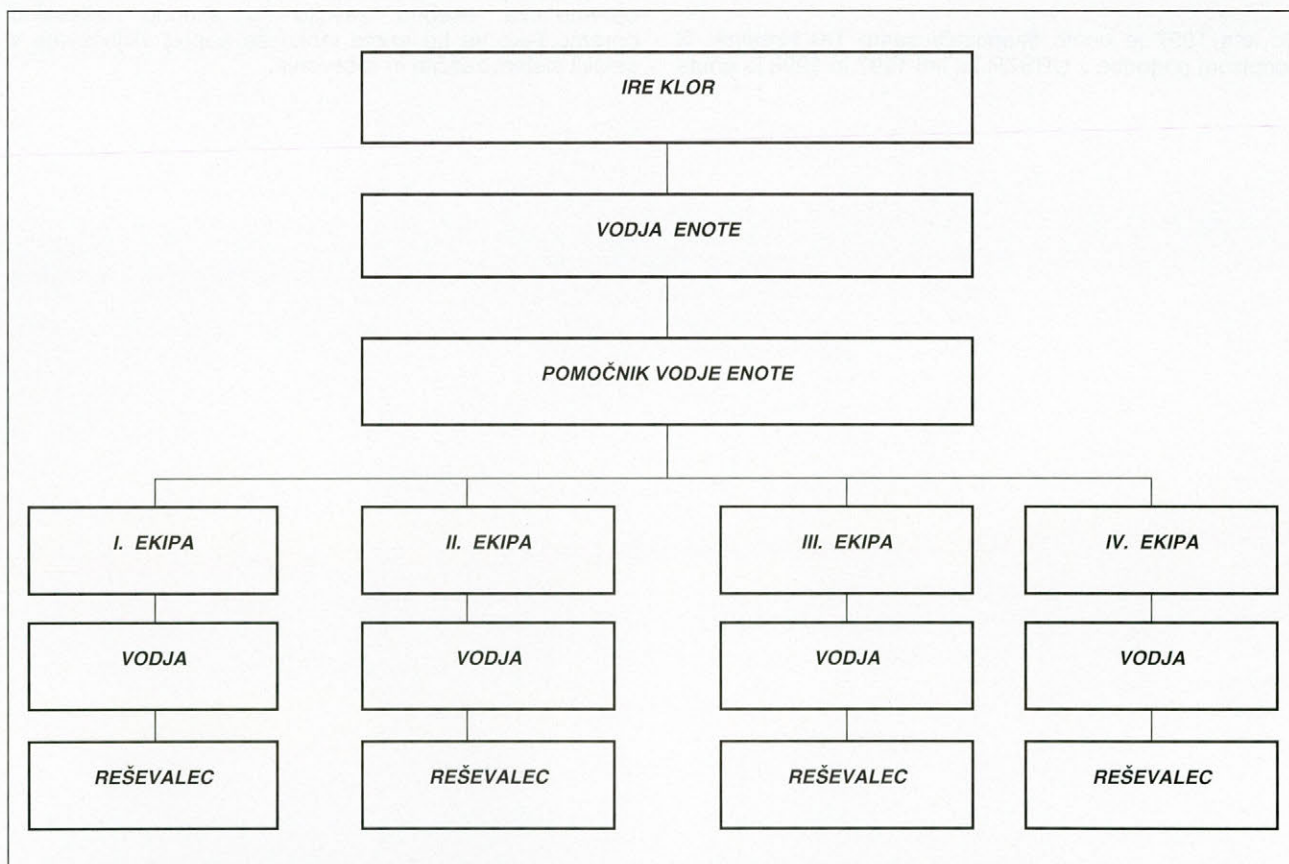 IRE KLOR
VODJA ENOTE
POMOČNIK VODJE ENOTE
I. EKIPA
II. EKIPA
III. EKIPA
IV. EKIPA
VODJA
VODJA
VODJA
VODJA
REŠEVALEC
REŠEVALEC
REŠEVALEC
REŠEVALEC